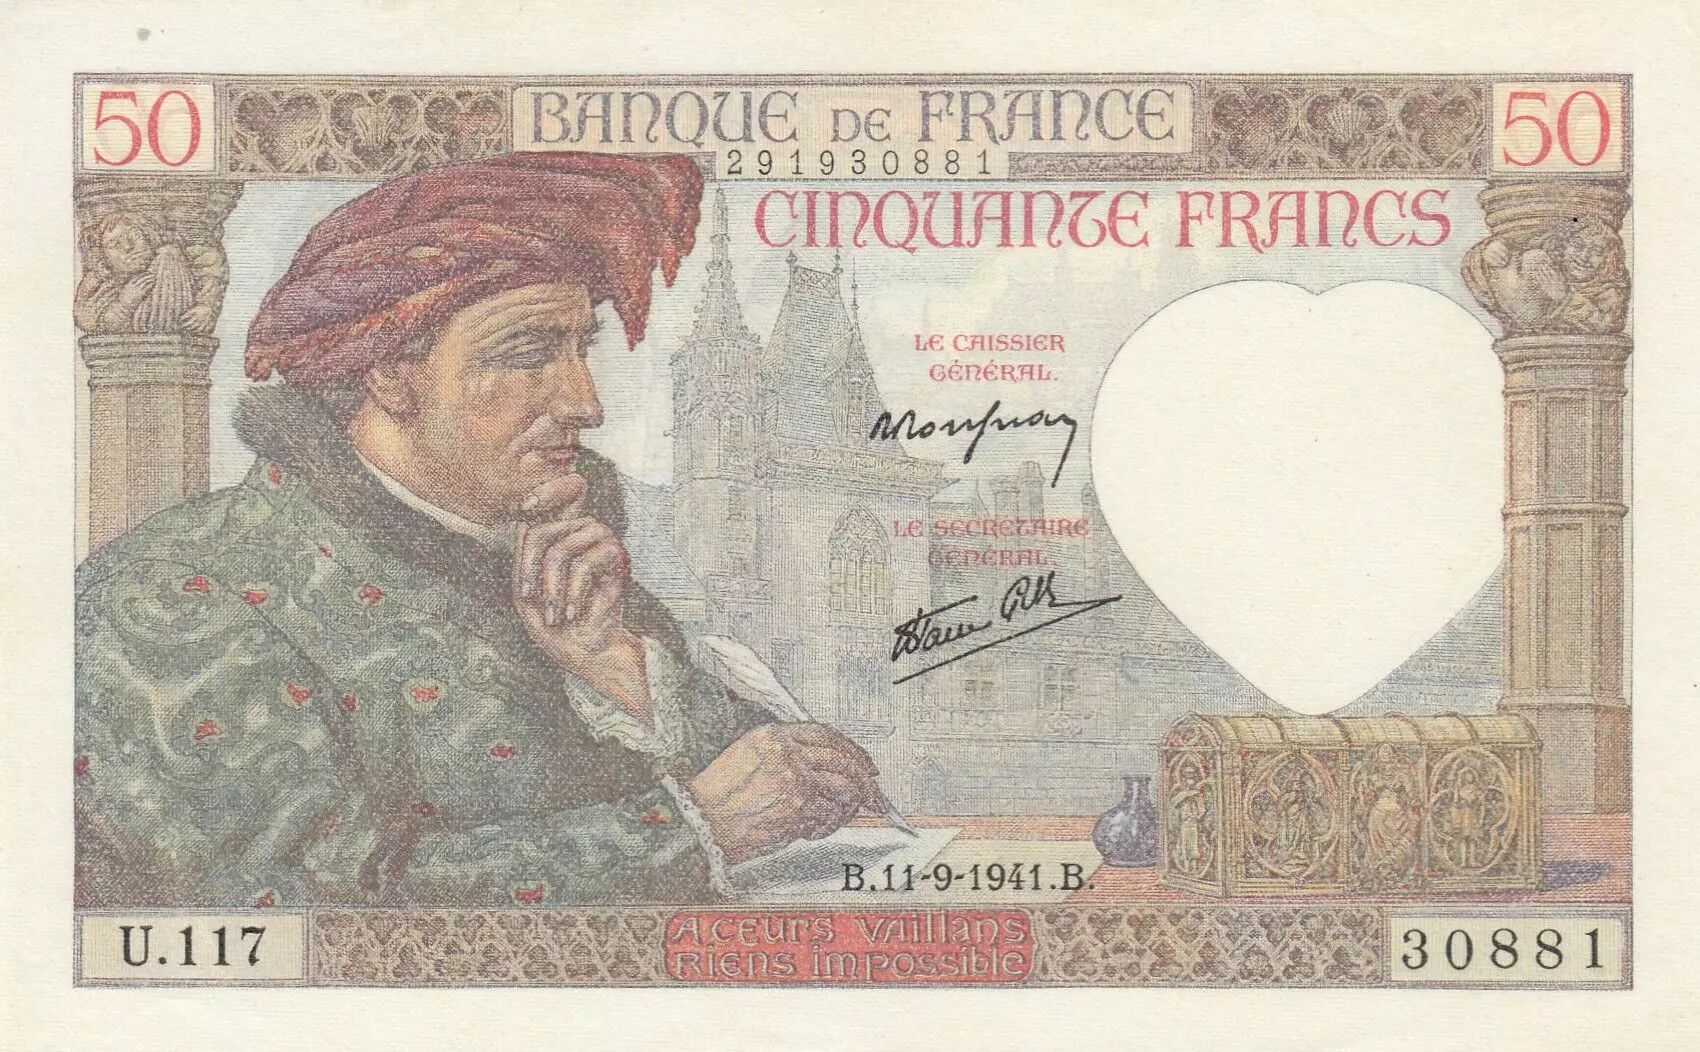 50
BANQUE DE FRANCE
50
291930881
CINQUANTE FRANCS
LE CAISSIER
GÉNÉRAL.
LE SECRÉTAIRE
GÉNÉRAL.
B.11-9-1941.B.
U.117
A CEURS VAILLANS
RIENS IMPOSSIBLE
30881